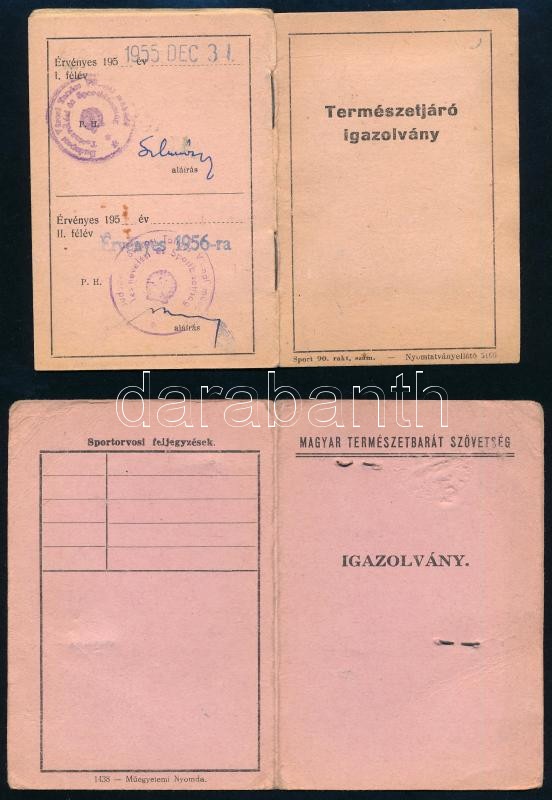 Érvényes 195 év 1955 DEC 31.
I. félév
P. H.
aláírás
Érvényes 195 év
II. félév
Érvényes 1956-ra
P. H.
aláírás
Természetjáró
igazolvány
Sport 90. rakt. szám. — Nyomtatványellátó
darabanth
Sportorvosi feljegyzések.
1438 — Műegyetemi Nyomda.
MAGYAR TERMÉSZETBARÁT SZÖVETSÉG
IGAZOLVÁNY.